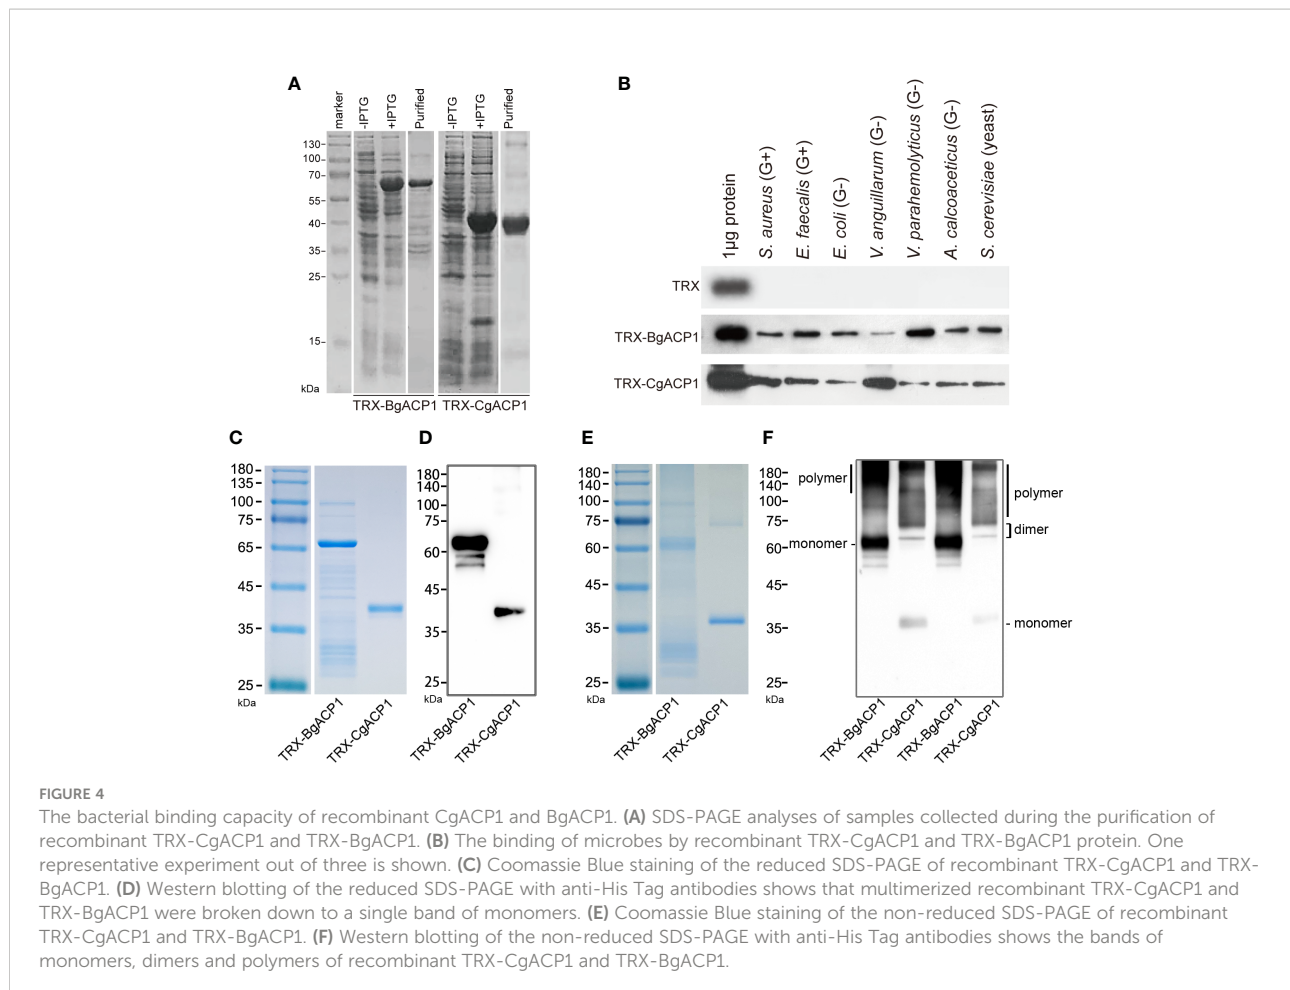 A
marker
-IPTG
+IPTG
Purified
-IPTG
+IPTG
Purified
130-
100-
70-
55-
40-
35-
25-
15-
kDa
TRX-BgACP1 TRX-CgACP1
B
1μg protein
S. aureus (G+)
E. faecalis (G+)
E. coli (G-)
V. anguillarum (G-)
V. parahemolyticus (G-)
A. calcoaceticus (G-)
S. cerevisiae (yeast)
TRX
TRX-BgACP1
TRX-CgACP1
C
180-
135-
100-
75-
65-
45-
35-
25-
kDa
TRX-BgACP1
TRX-CgACP1
D
180-
140-
100-
75-
60-
45-
35-
25-
kDa
TRX-BgACP1
TRX-CgACP1
E
180-
140-
100-
75-
60-
45-
35-
25-
kDa
TRX-BgACP1
TRX-CgACP1
F
180-
140-
100-
75-
60-
45-
35-
25-
kDa
polymer
monomer -
polymer
dimer
- monomer
TRX-BgACP1
TRX-CgACP1
TRX-BgACP1
TRX-CgACP1
FIGURE 4
The bacterial binding capacity of recombinant CgACP1 and BgACP1. (A) SDS-PAGE analyses of samples collected during the purification of
recombinant TRX-CgACP1 and TRX-BgACP1. (B) The binding of microbes by recombinant TRX-CgACP1 and TRX-BgACP1 protein. One
representative experiment out of three is shown. (C) Coomassie Blue staining of the reduced SDS-PAGE of recombinant TRX-CgACP1 and TRX-
BgACP1. (D) Western blotting of the reduced SDS-PAGE with anti-His Tag antibodies shows that multimerized recombinant TRX-CgACP1 and
TRX-BgACP1 were broken down to a single band of monomers. (E) Coomassie Blue staining of the non-reduced SDS-PAGE of recombinant
TRX-CgACP1 and TRX-BgACP1. (F) Western blotting of the non-reduced SDS-PAGE with anti-His Tag antibodies shows the bands of
monomers, dimers and polymers of recombinant TRX-CgACP1 and TRX-BgACP1.